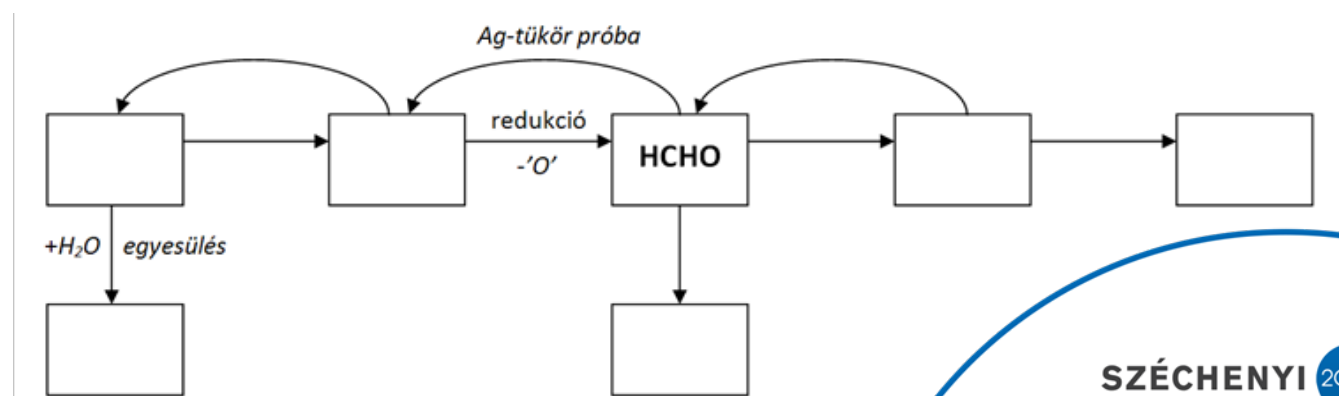 Ag-tükör próba
redukció
-'O'
HCHO
+H₂O egyesülés
SZÉCHENYI